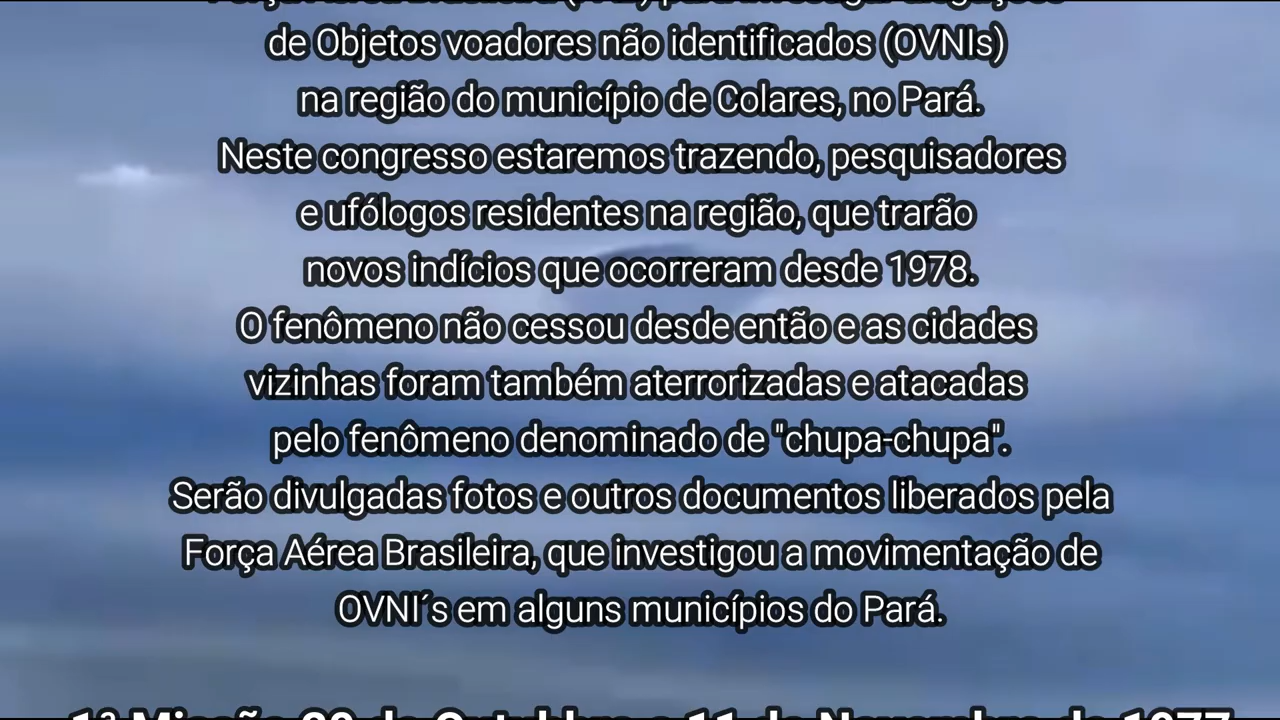 de Objetos voadores não identificados (OVNIs)
na região do município de Colares, no Pará.
Neste congresso estaremos trazendo, pesquisadores
e ufólogos residentes na região, que trarão
novos indícios que ocorreram desde 1978.
O fenômeno não cessou desde então e as cidades
vizinhas foram também aterrorizadas e atacadas
pelo fenômeno denominado de "chupa-chupa".
Serão divulgadas fotos e outros documentos liberados pela
Força Aérea Brasileira, que investigou a movimentação de
OVNI´s em alguns municípios do Pará.